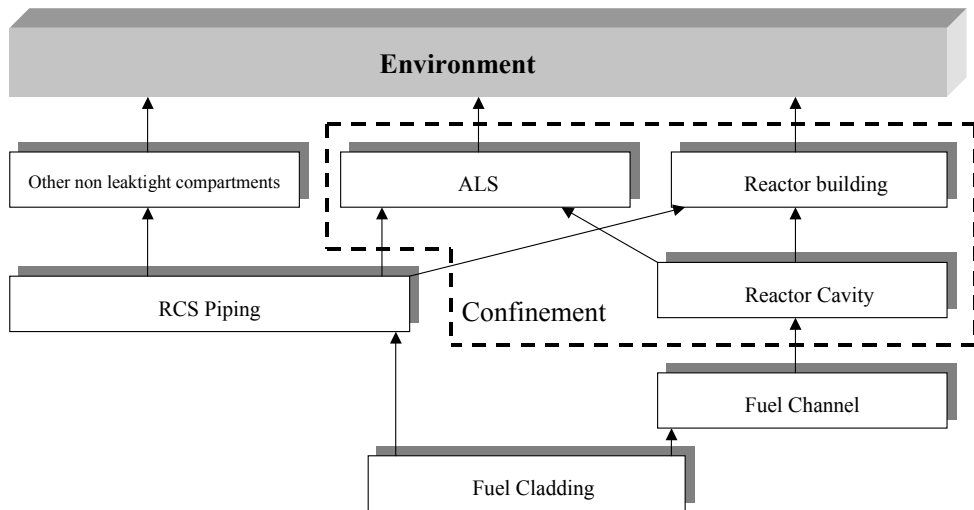 Environment
Other non leaktight compartments
ALS
Reactor building
RCS Piping
Confinement
Reactor Cavity
Fuel Channel
Fuel Cladding